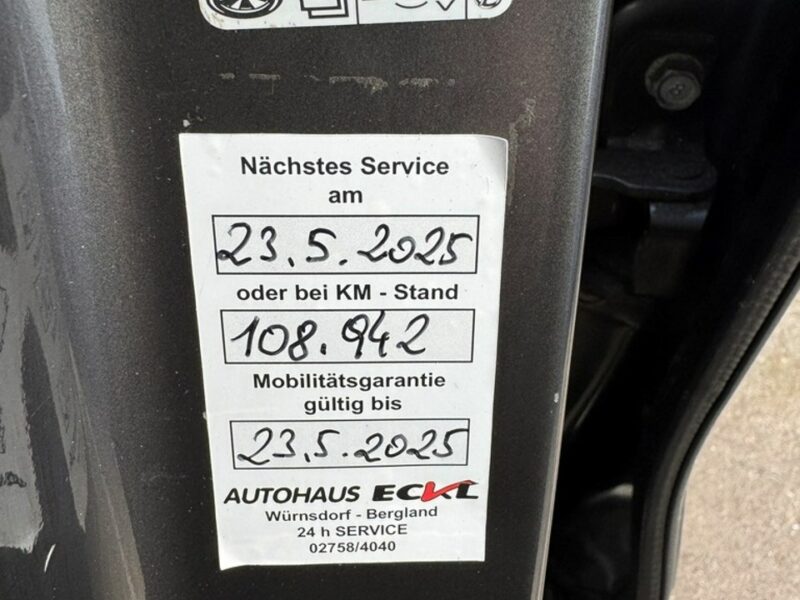 Nächstes Service
am
23.5.2025
oder bei KM - Stand
108.942
Mobilitätsgarantie
gültig bis
23.5.2025
AUTOHAUS ECKL
Würnsdorf - Bergland
24 h SERVICE
02758/4040